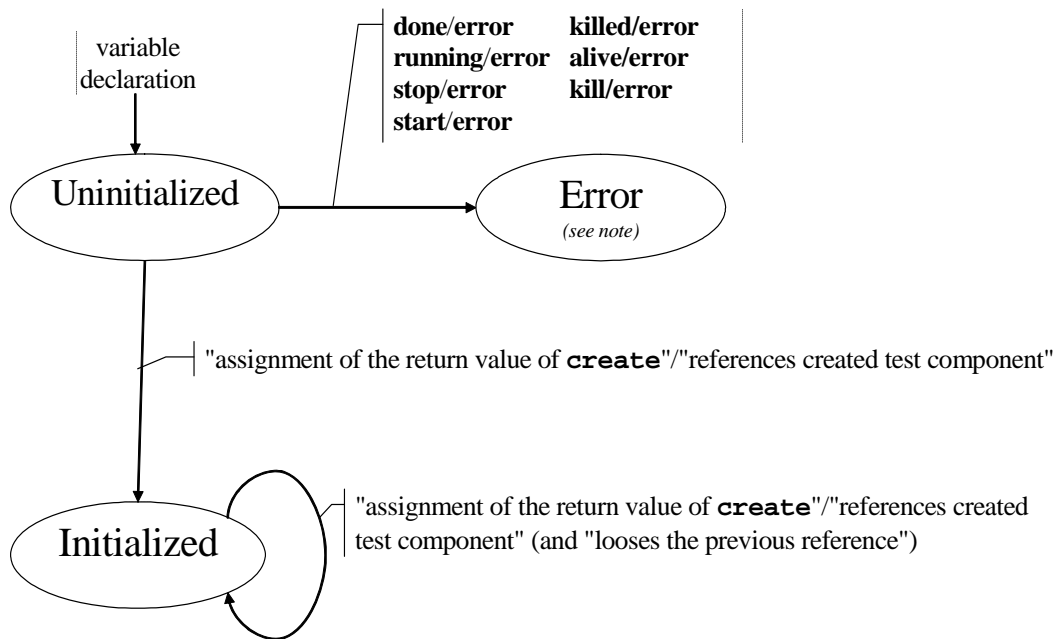 variable
declaration
done/error killed/error
running/error alive/error
stop/error kill/error
start/error
Uninitialized
Error
(see note)
"assignment of the return value of create"/"references created test component"
Initialized
"assignment of the return value of create"/"references created
test component" (and "looses the previous reference")